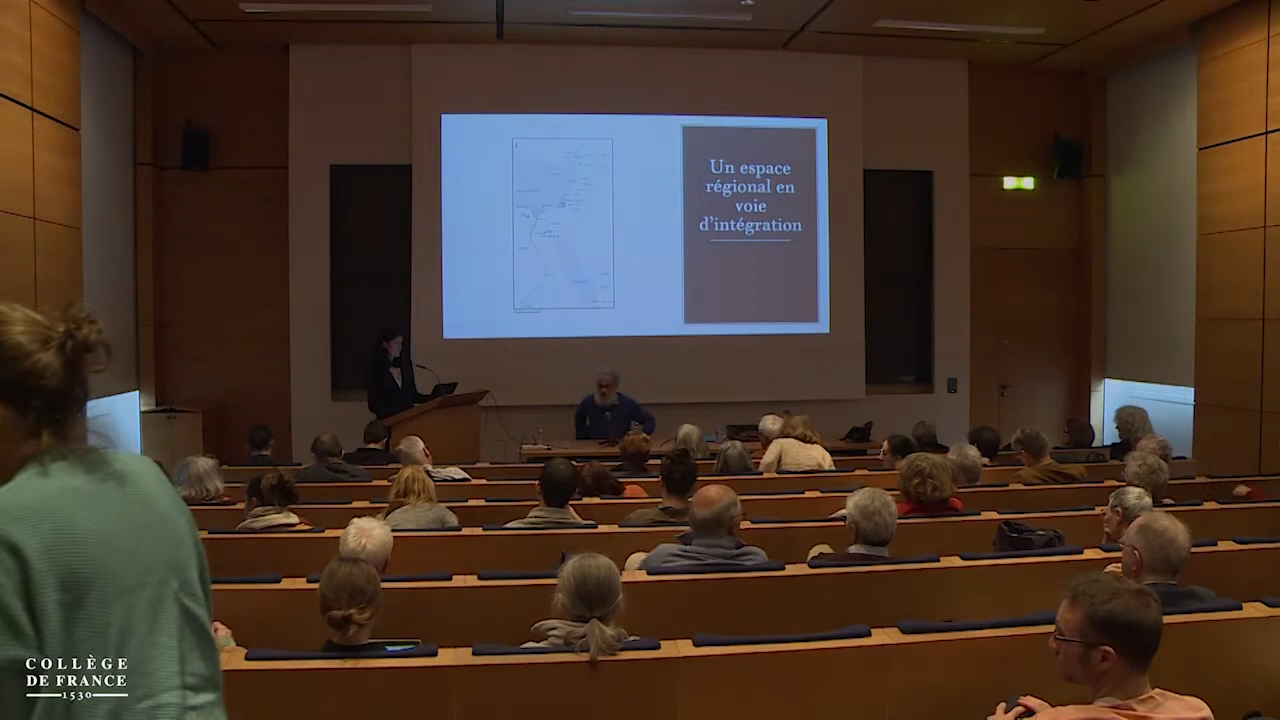 Un espace
régional en
voie
d'intégration
COLLÈGE
DE FRANCE
1530